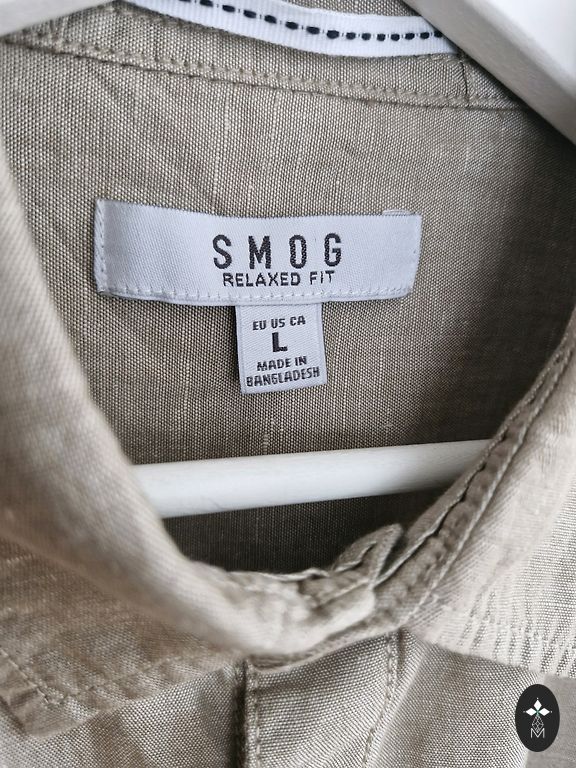 SMOG
RELAXED FIT
EU US CA
L
MADE IN
BANGLADESH
M